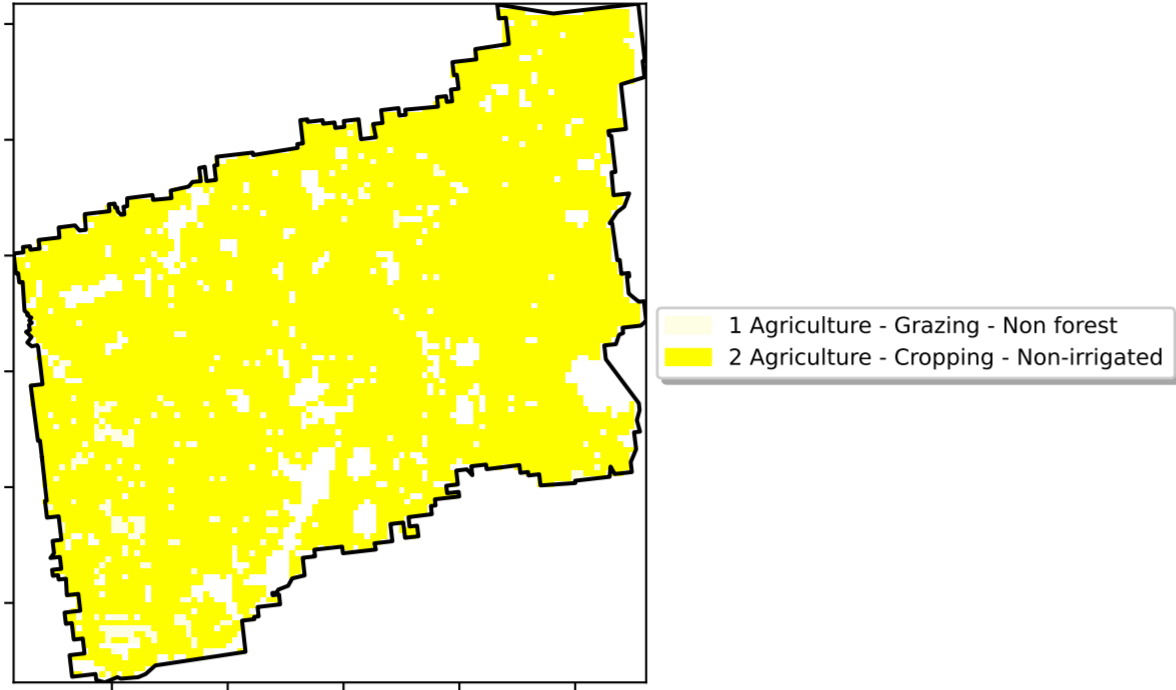 1 Agriculture - Grazing - Non forest
2 Agriculture - Cropping - Non-irrigated